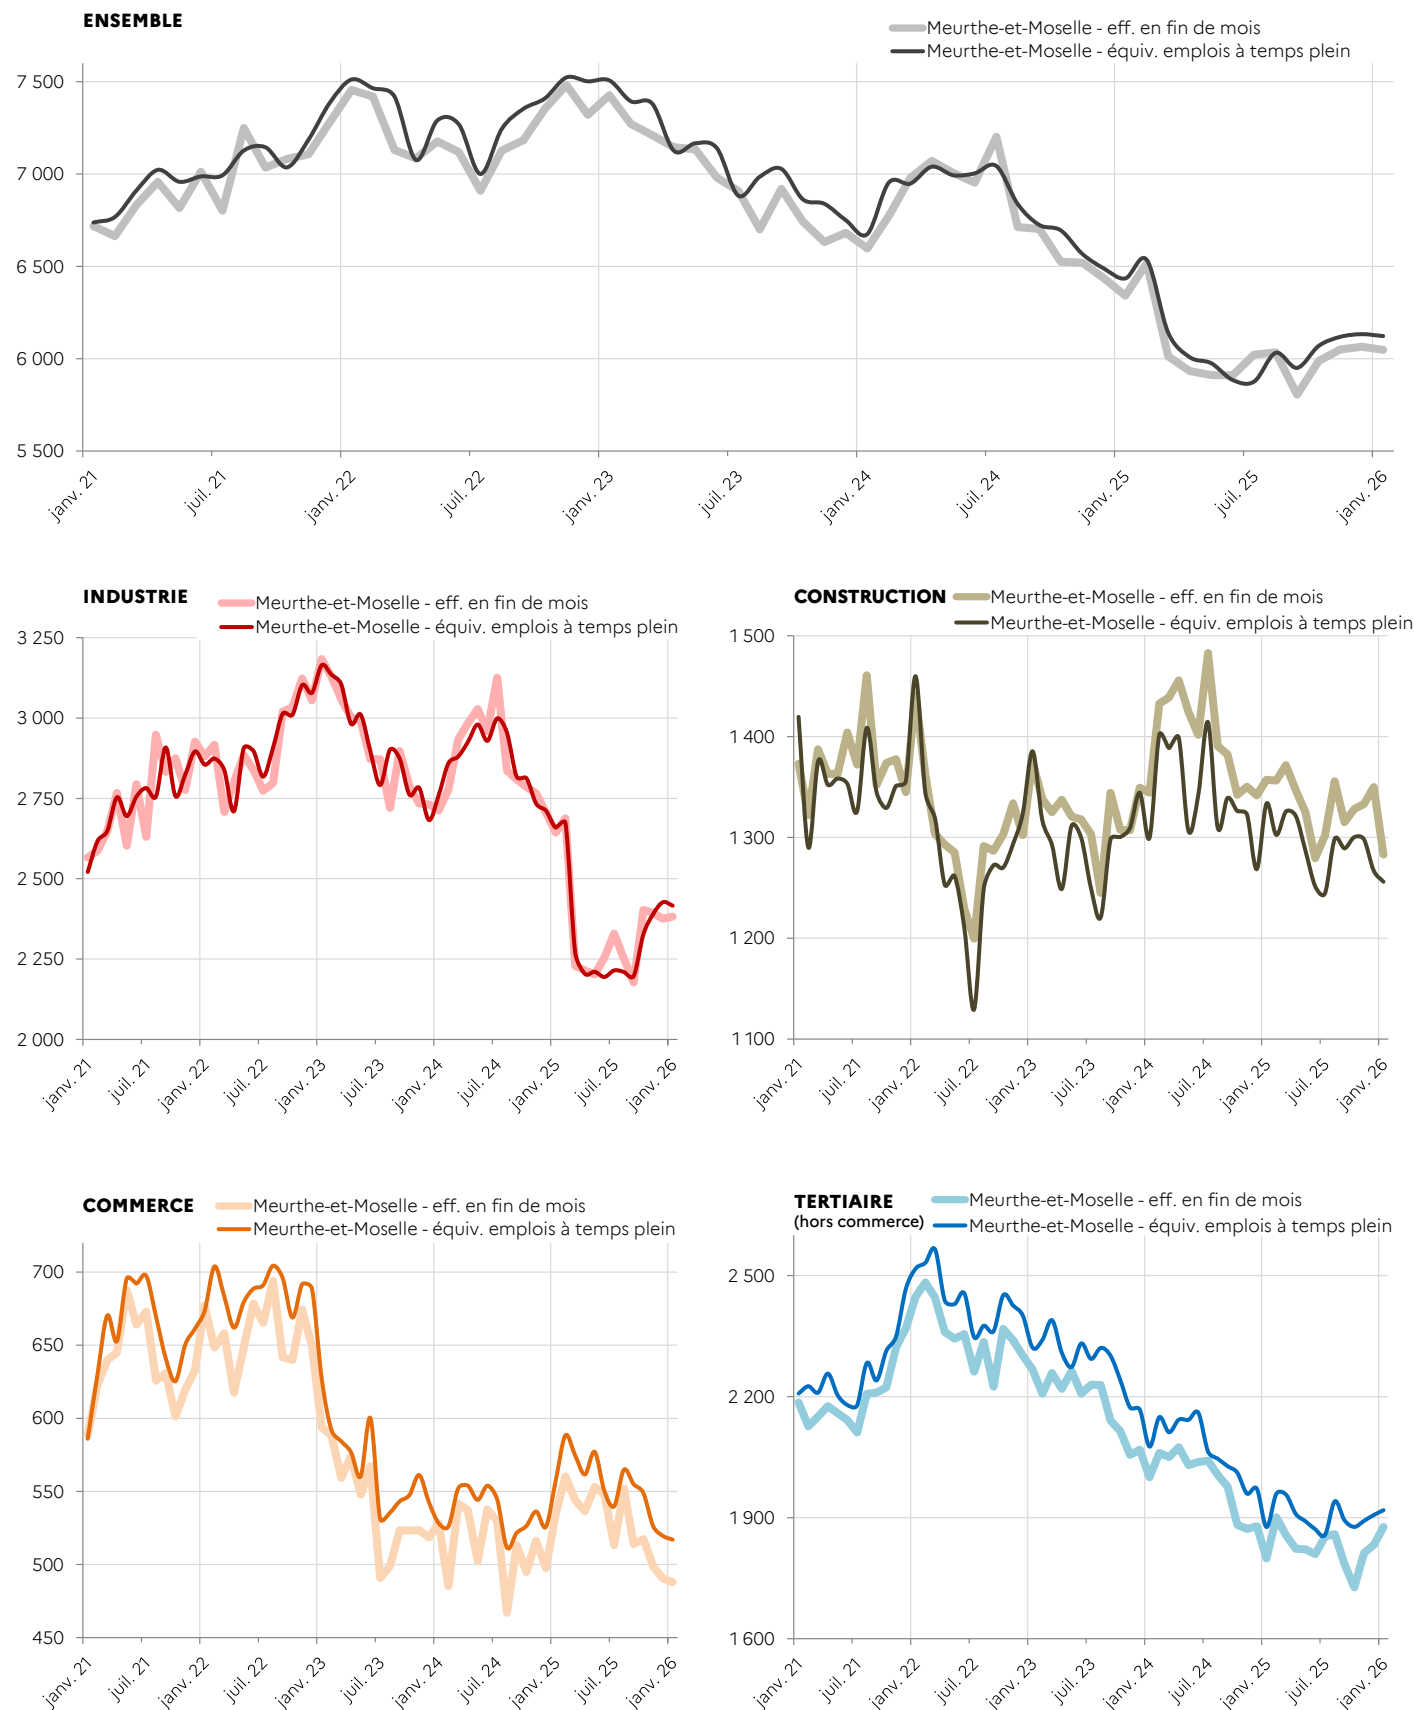 ENSEMBLE
Meurthe-et-Moselle - eff. en fin de mois
Meurthe-et-Moselle - équiv. emplois à temps plein
7 500
7 000
6 500
6 000
5 500
janv. 21
juil. 21
janv. 22
juil. 22
janv. 23
juil. 23
janv. 24
juil. 24
janv. 25
juil. 25
janv. 26
INDUSTRIE
Meurthe-et-Moselle - eff. en fin de mois
Meurthe-et-Moselle - équiv. emplois à temps plein
3 250
3 000
2 750
2 500
2 250
2 000
janv. 21
juil. 21
janv. 22
juil. 22
janv. 23
juil. 23
janv. 24
juil. 24
janv. 25
juil. 25
janv. 26
CONSTRUCTION
Meurthe-et-Moselle - eff. en fin de mois
Meurthe-et-Moselle - équiv. emplois à temps plein
1 500
1 400
1 300
1 200
1 100
janv. 21
juil. 21
janv. 22
juil. 22
janv. 23
juil. 23
janv. 24
juil. 24
janv. 25
juil. 25
janv. 26
COMMERCE
Meurthe-et-Moselle - eff. en fin de mois
Meurthe-et-Moselle - équiv. emplois à temps plein
700
650
600
550
500
450
janv. 21
juil. 21
janv. 22
juil. 22
janv. 23
juil. 23
janv. 24
juil. 24
janv. 25
juil. 25
janv. 26
TERTIAIRE
(hors commerce)
Meurthe-et-Moselle - eff. en fin de mois
Meurthe-et-Moselle - équiv. emplois à temps plein
2 500
2 200
1 900
1 600
janv. 21
juil. 21
janv. 22
juil. 22
janv. 23
juil. 23
janv. 24
juil. 24
janv. 25
juil. 25
janv. 26